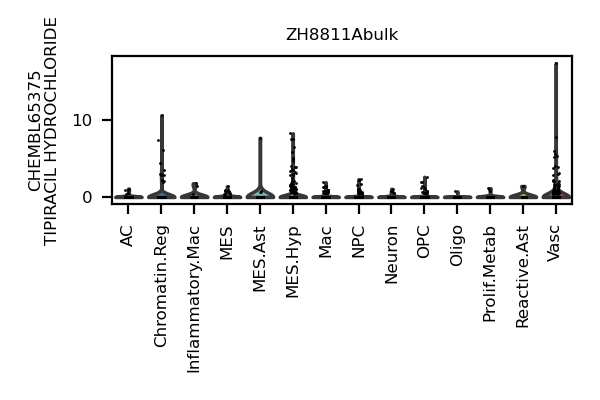 ZH8811Abulk
CHEMBL65375
TIPIRACIL HYDROCHLORIDE
10
0
AC
Chromatin.Reg
Inflammatory.Mac
MES
MES.Ast
MES.Hyp
Mac
NPC
Neuron
OPC
Oligo
Prolif.Metab
Reactive.Ast
Vasc